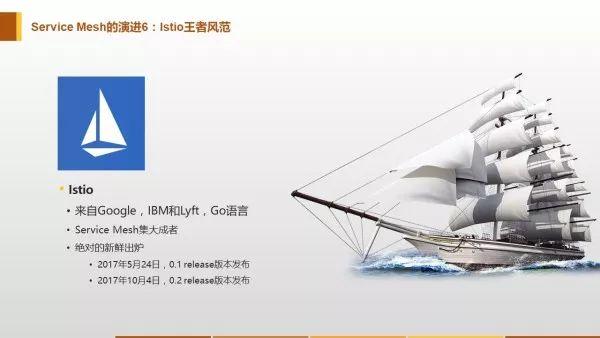 Service Mesh的演进6：Istio王者风范
Istio
来自Google，IBM和Lyft，Go语言
Service Mesh集大成者
绝对的新鲜出炉
2017年5月24日，0.1 release版本发布
2017年10月4日，0.2 release版本发布